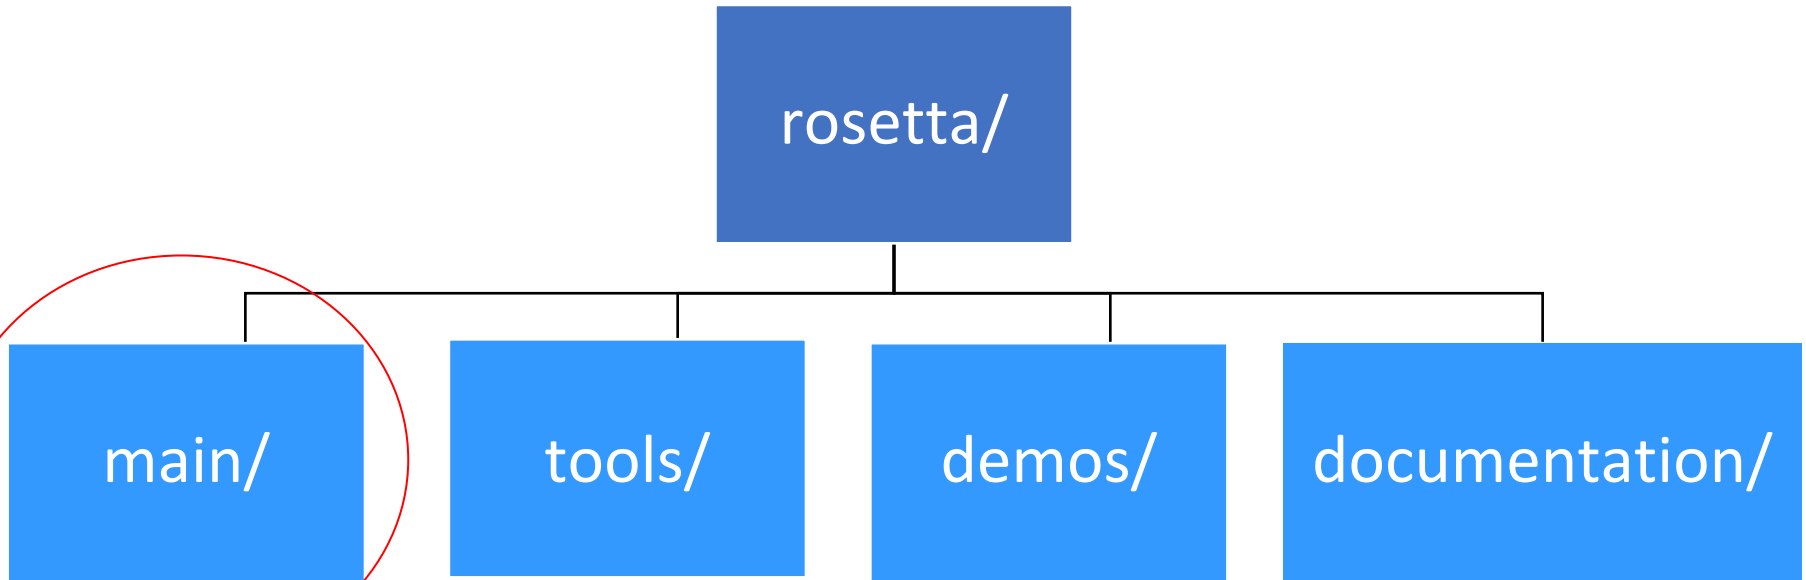 rosetta/
main/
tools/
demos/
documentation/